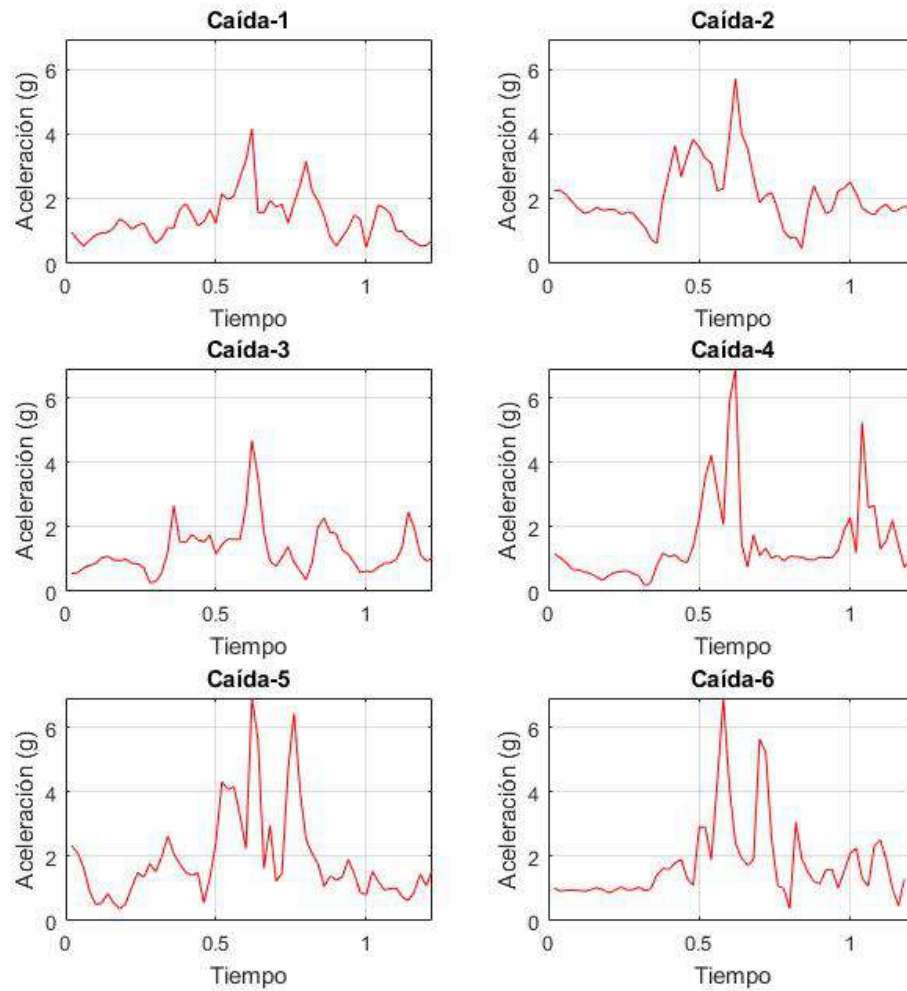 Caída-1
Aceleración (g)
6
4
2
0
0 0.5 1
Tiempo
Caída-2
Aceleración (g)
6
4
2
0
0 0.5 1
Tiempo
Caída-3
Aceleración (g)
6
4
2
0
0 0.5 1
Tiempo
Caída-4
Aceleración (g)
6
4
2
0
0 0.5 1
Tiempo
Caída-5
Aceleración (g)
6
4
2
0
0 0.5 1
Tiempo
Caída-6
Aceleración (g)
6
4
2
0
0 0.5 1
Tiempo